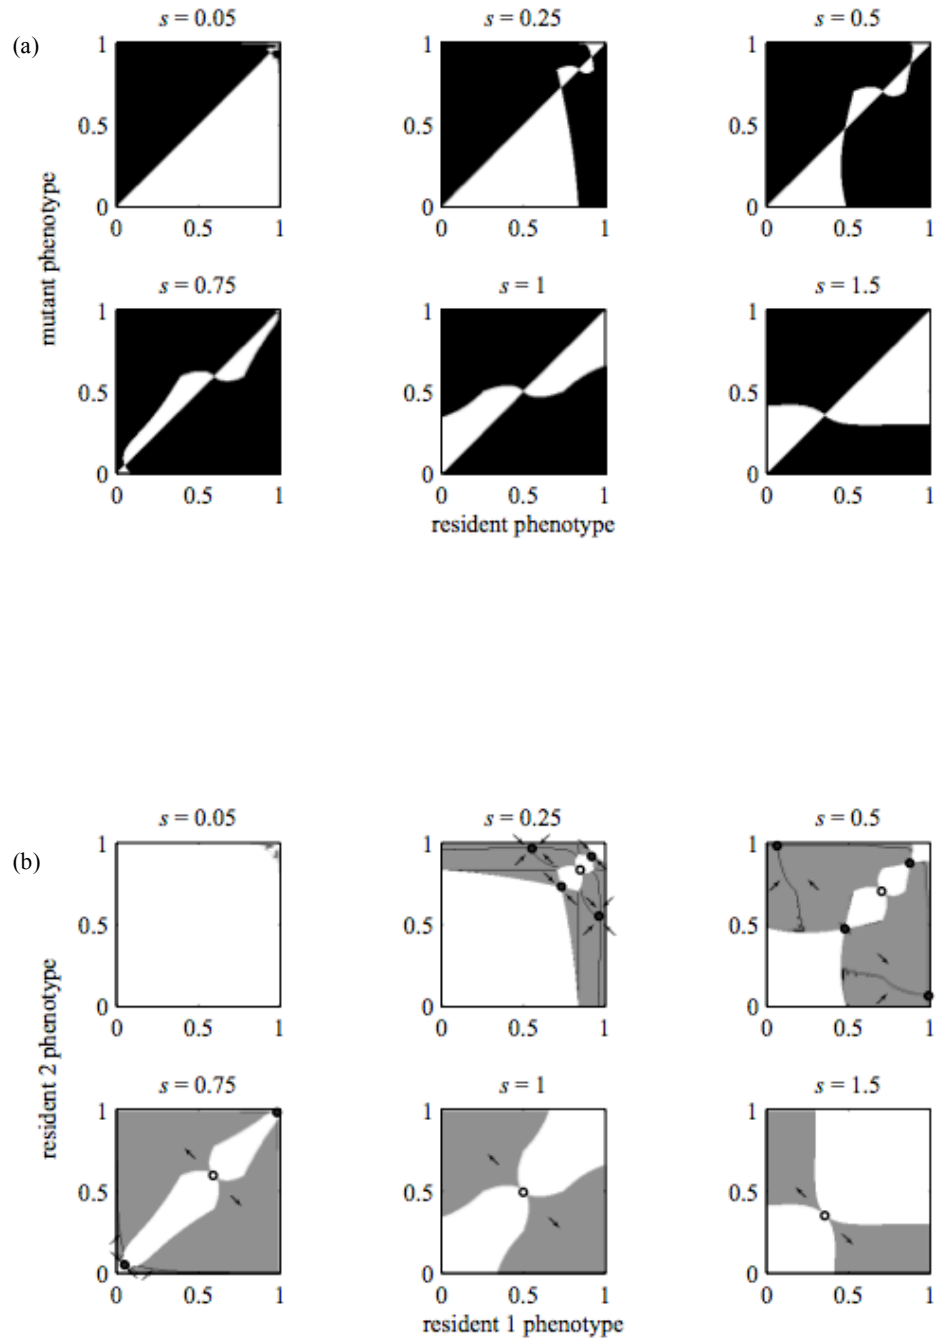 s = 0.05 s = 0.25 s = 0.5
(a)
1 1 1
0.5 0.5 0.5
0 0 0
0 0.5 1 0 0.5 1 0 0.5 1
mutant phenotype
s = 0.75 s = 1 s = 1.5
1 1 1
0.5 0.5 0.5
0 0 0
0 0.5 1 0 0.5 1 0 0.5 1
resident phenotype
s = 0.05 s = 0.25 s = 0.5
(b)
1 1 1
0.5 0.5 0.5
0 0 0
0 0.5 1 0 0.5 1 0 0.5 1
resident 2 phenotype
s = 0.75 s = 1 s = 1.5
1 1 1
0.5 0.5 0.5
0 0 0
0 0.5 1 0 0.5 1 0 0.5 1
resident 1 phenotype